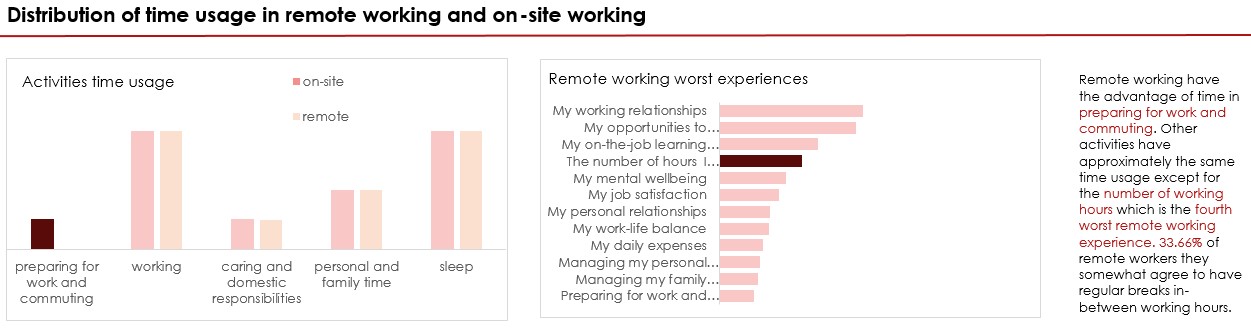 Distribution of time usage in remote working and on-site working
Activities time usage
on-site
remote
preparing for
work and
commuting
working
caring and
domestic
responsibilities
personal and
family time
sleep
Remote working worst experiences
My working relationships
My opportunities to…
My on-the-job learning…
The number of hours I…
My mental wellbeing
My job satisfaction
My personal relationships
My work-life balance
My daily expenses
Managing my personal…
Managing my family…
Preparing for work and…
Remote working have
the advantage of time in
preparing for work and
commuting. Other
activities have
approximately the same
time usage except for
the number of working
hours which is the fourth
worst remote working
experience. 33.66% of
remote workers they
somewhat agree to have
regular breaks in-
between working hours.